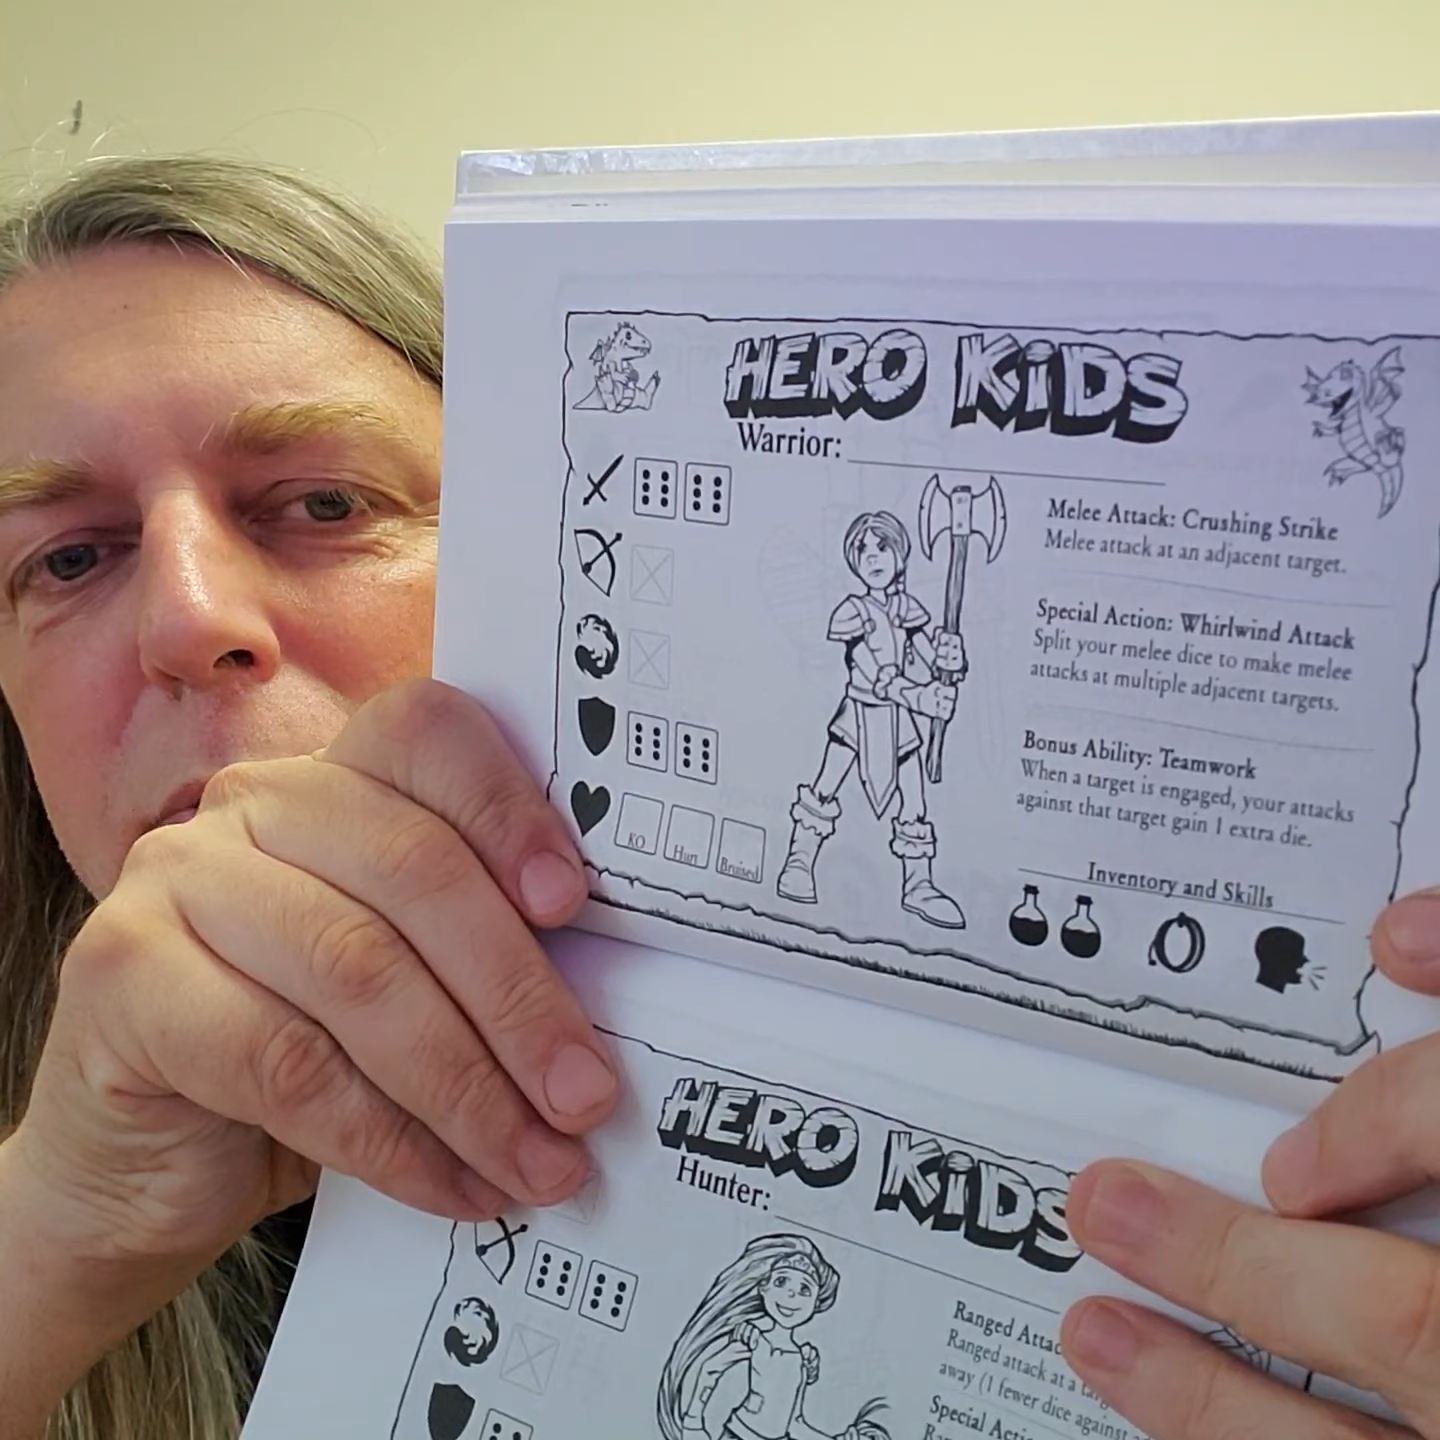 HERO KiDS
Warrior:
Melee Attack: Crushing Strike
Melee attack at an adjacent target.
Special Action: Whirlwind Attack
Split your melee dice to make melee
attacks at multiple adjacent targets.
Bonus Ability: Teamwork
When a target is engaged, your attacks
against that target gain 1 extra die.
KO
Hurt
Bruised
Inventory and Skills
HERO KiDS
Hunter:
Ranged
Ranged attack at a
away (1 fewer dice against
Special